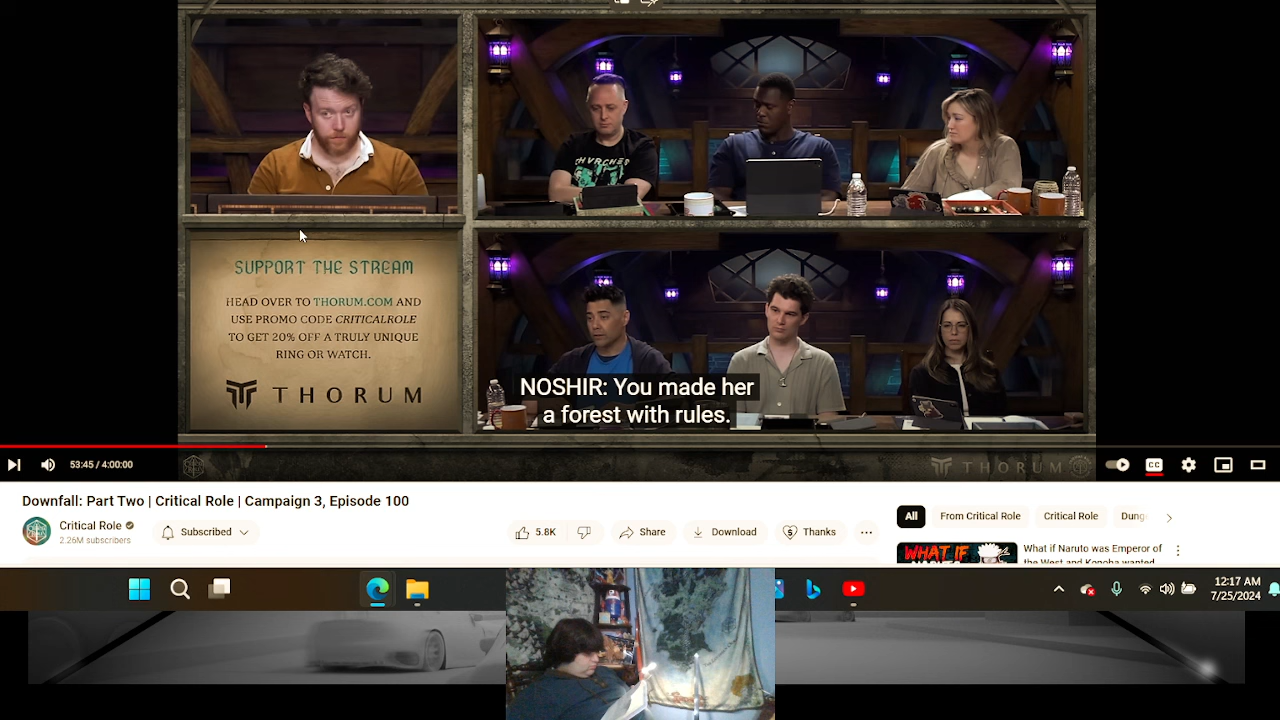 CHVRCHES
SUPPORT THE STREAM
HEAD OVER TO THORUM.COM AND
USE PROMO CODE CRITICALROLE
TO GET 20% OFF A TRULY UNIQUE
RING OR WATCH.
THORUM
NOSHIR: You made her
a forest with rules.
53:45 / 4:00:00
THORUM
CC
Downfall: Part Two | Critical Role | Campaign 3, Episode 100
Critical Role
2.26M subscribers
Subscribed
5.8K
Share
Download
Thanks
All
From Critical Role
Critical Role
Dung
WHAT IF
What if Naruto was Emperor of
the West and Konoha wanted
12:17 AM
7/25/2024